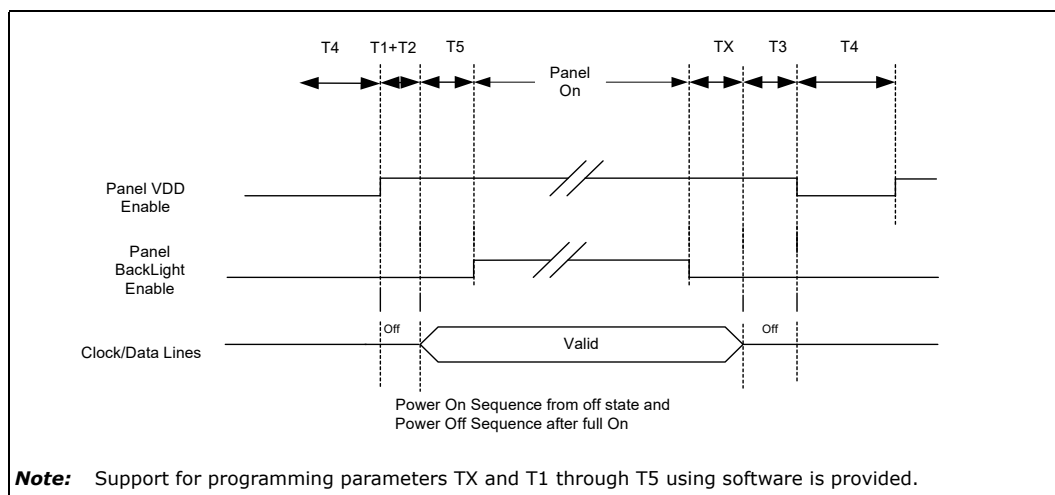 T4 T1+T2 T5 TX T3 T4
Panel
On
Panel VDD
Enable
Panel
BackLight
Enable
Off Off
Clock/Data Lines Valid
Power On Sequence from off state and
Power Off Sequence after full On
Note: Support for programming parameters TX and T1 through T5 using software is provided.